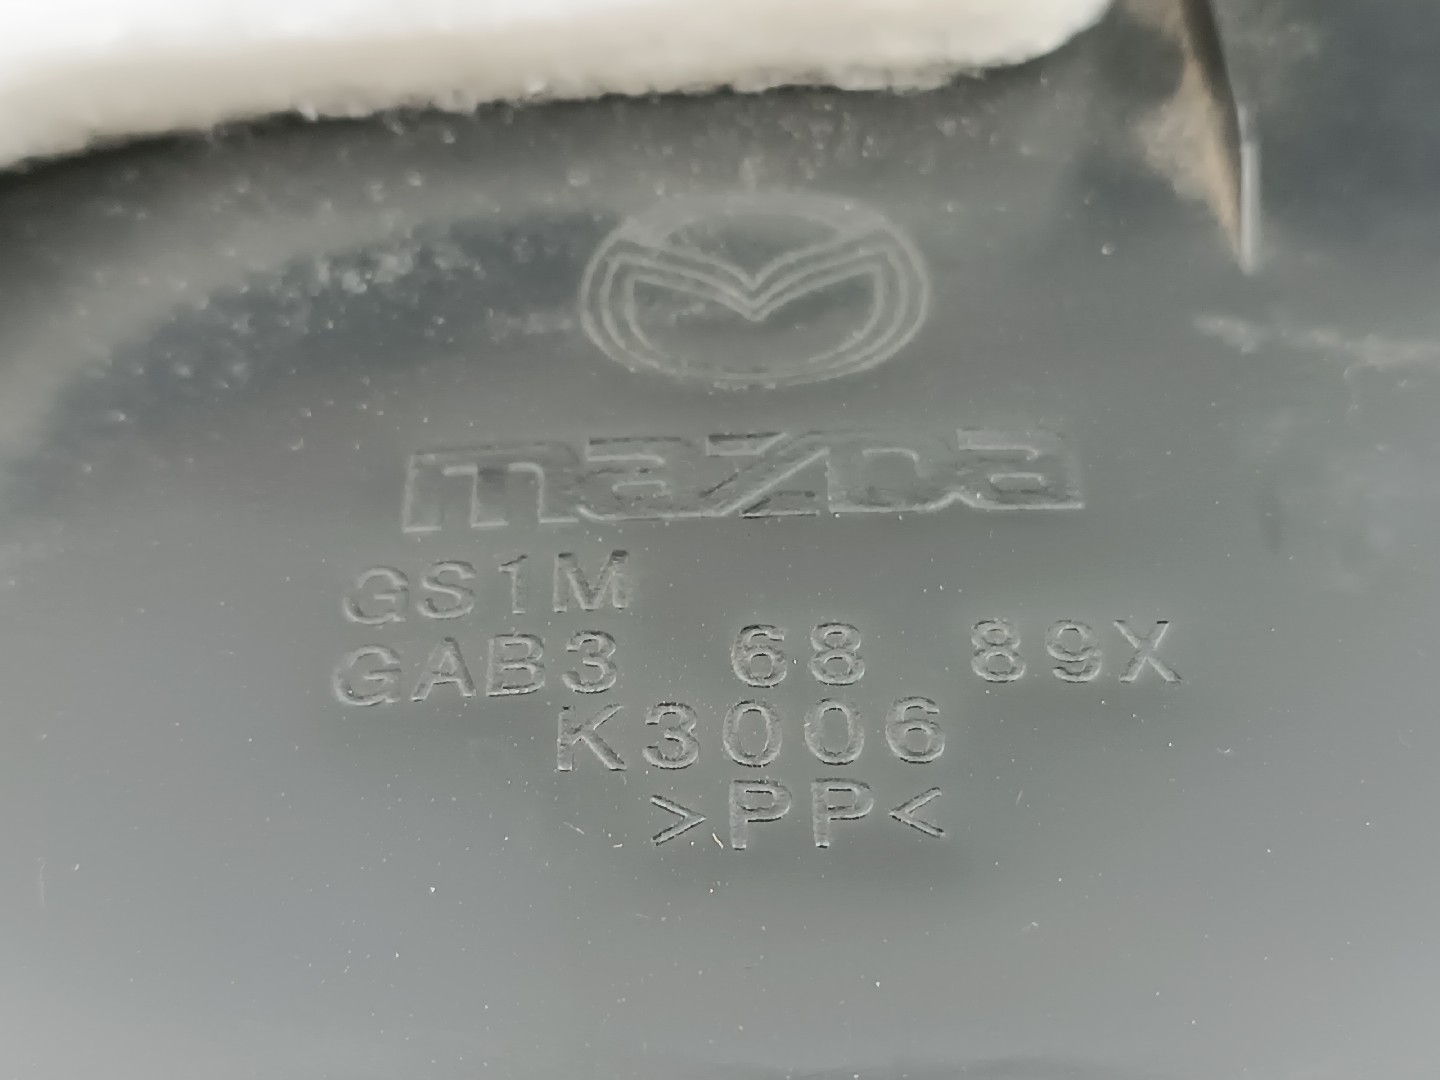 mazda
GS1M
GAB3 68 89X
K3006
>PP<